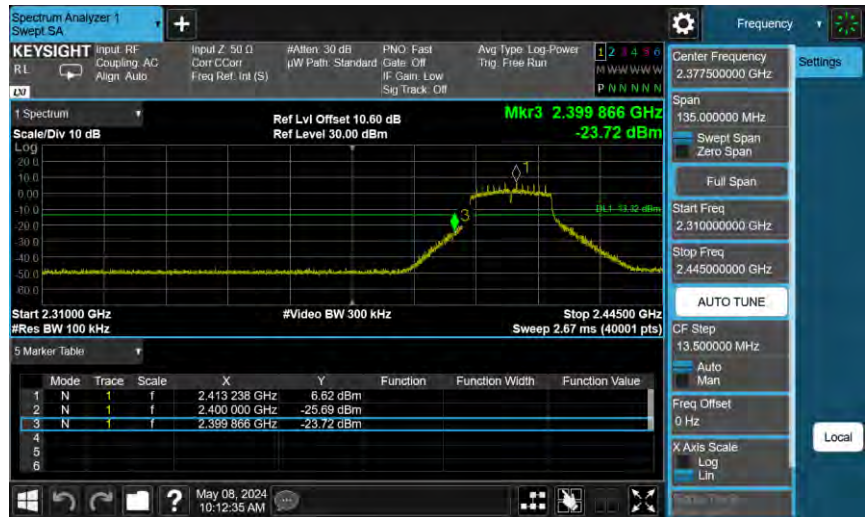 Spectrum Analyzer 1
Swept SA
Frequency
KEYSIGHT
RL
LXI
Input: RF
Coupling: AC
Align: Auto
Input Z: 50 Ω
Corr CCorr
Freq Ref: Int (S)
#Atten: 30 dB
µW Path: Standard
PNO: Fast
Gate: Off
IF Gain: Low
Sig Track: Off
Avg Type: Log-Power
Trig: Free Run
1 2 3 4 5 6
M W W W W W
P N N N N N
1 Spectrum
Scale/Div 10 dB
Ref Lvl Offset 10.60 dB
Ref Level 30.00 dBm
Mkr3 2.399 866 GHz
-23.72 dBm
Log
20.0
10.0
0.00
-10.0
-20.0
-30.0
-40.0
-50.0
-60.0
1
3
DL1 -13.32 dBm
Start 2.31000 GHz
#Res BW 100 kHz
#Video BW 300 kHz
Stop 2.44500 GHz
Sweep 2.67 ms (40001 pts)
5 Marker Table
Mode Trace Scale X Y Function Function Width Function Value
1 N 1 f 2.413 238 GHz 6.62 dBm
2 N 1 f 2.400 000 GHz -25.69 dBm
3 N 1 f 2.399 866 GHz -23.72 dBm
4
5
6
May 08, 2024
10:12:35 AM
Center Frequency
2.377500000 GHz
Settings
Span
135.000000 MHz
Swept Span
Zero Span
Full Span
Start Freq
2.310000000 GHz
Stop Freq
2.445000000 GHz
AUTO TUNE
CF Step
13.500000 MHz
Auto
Man
Freq Offset
0 Hz
X Axis Scale
Log
Lin
Local